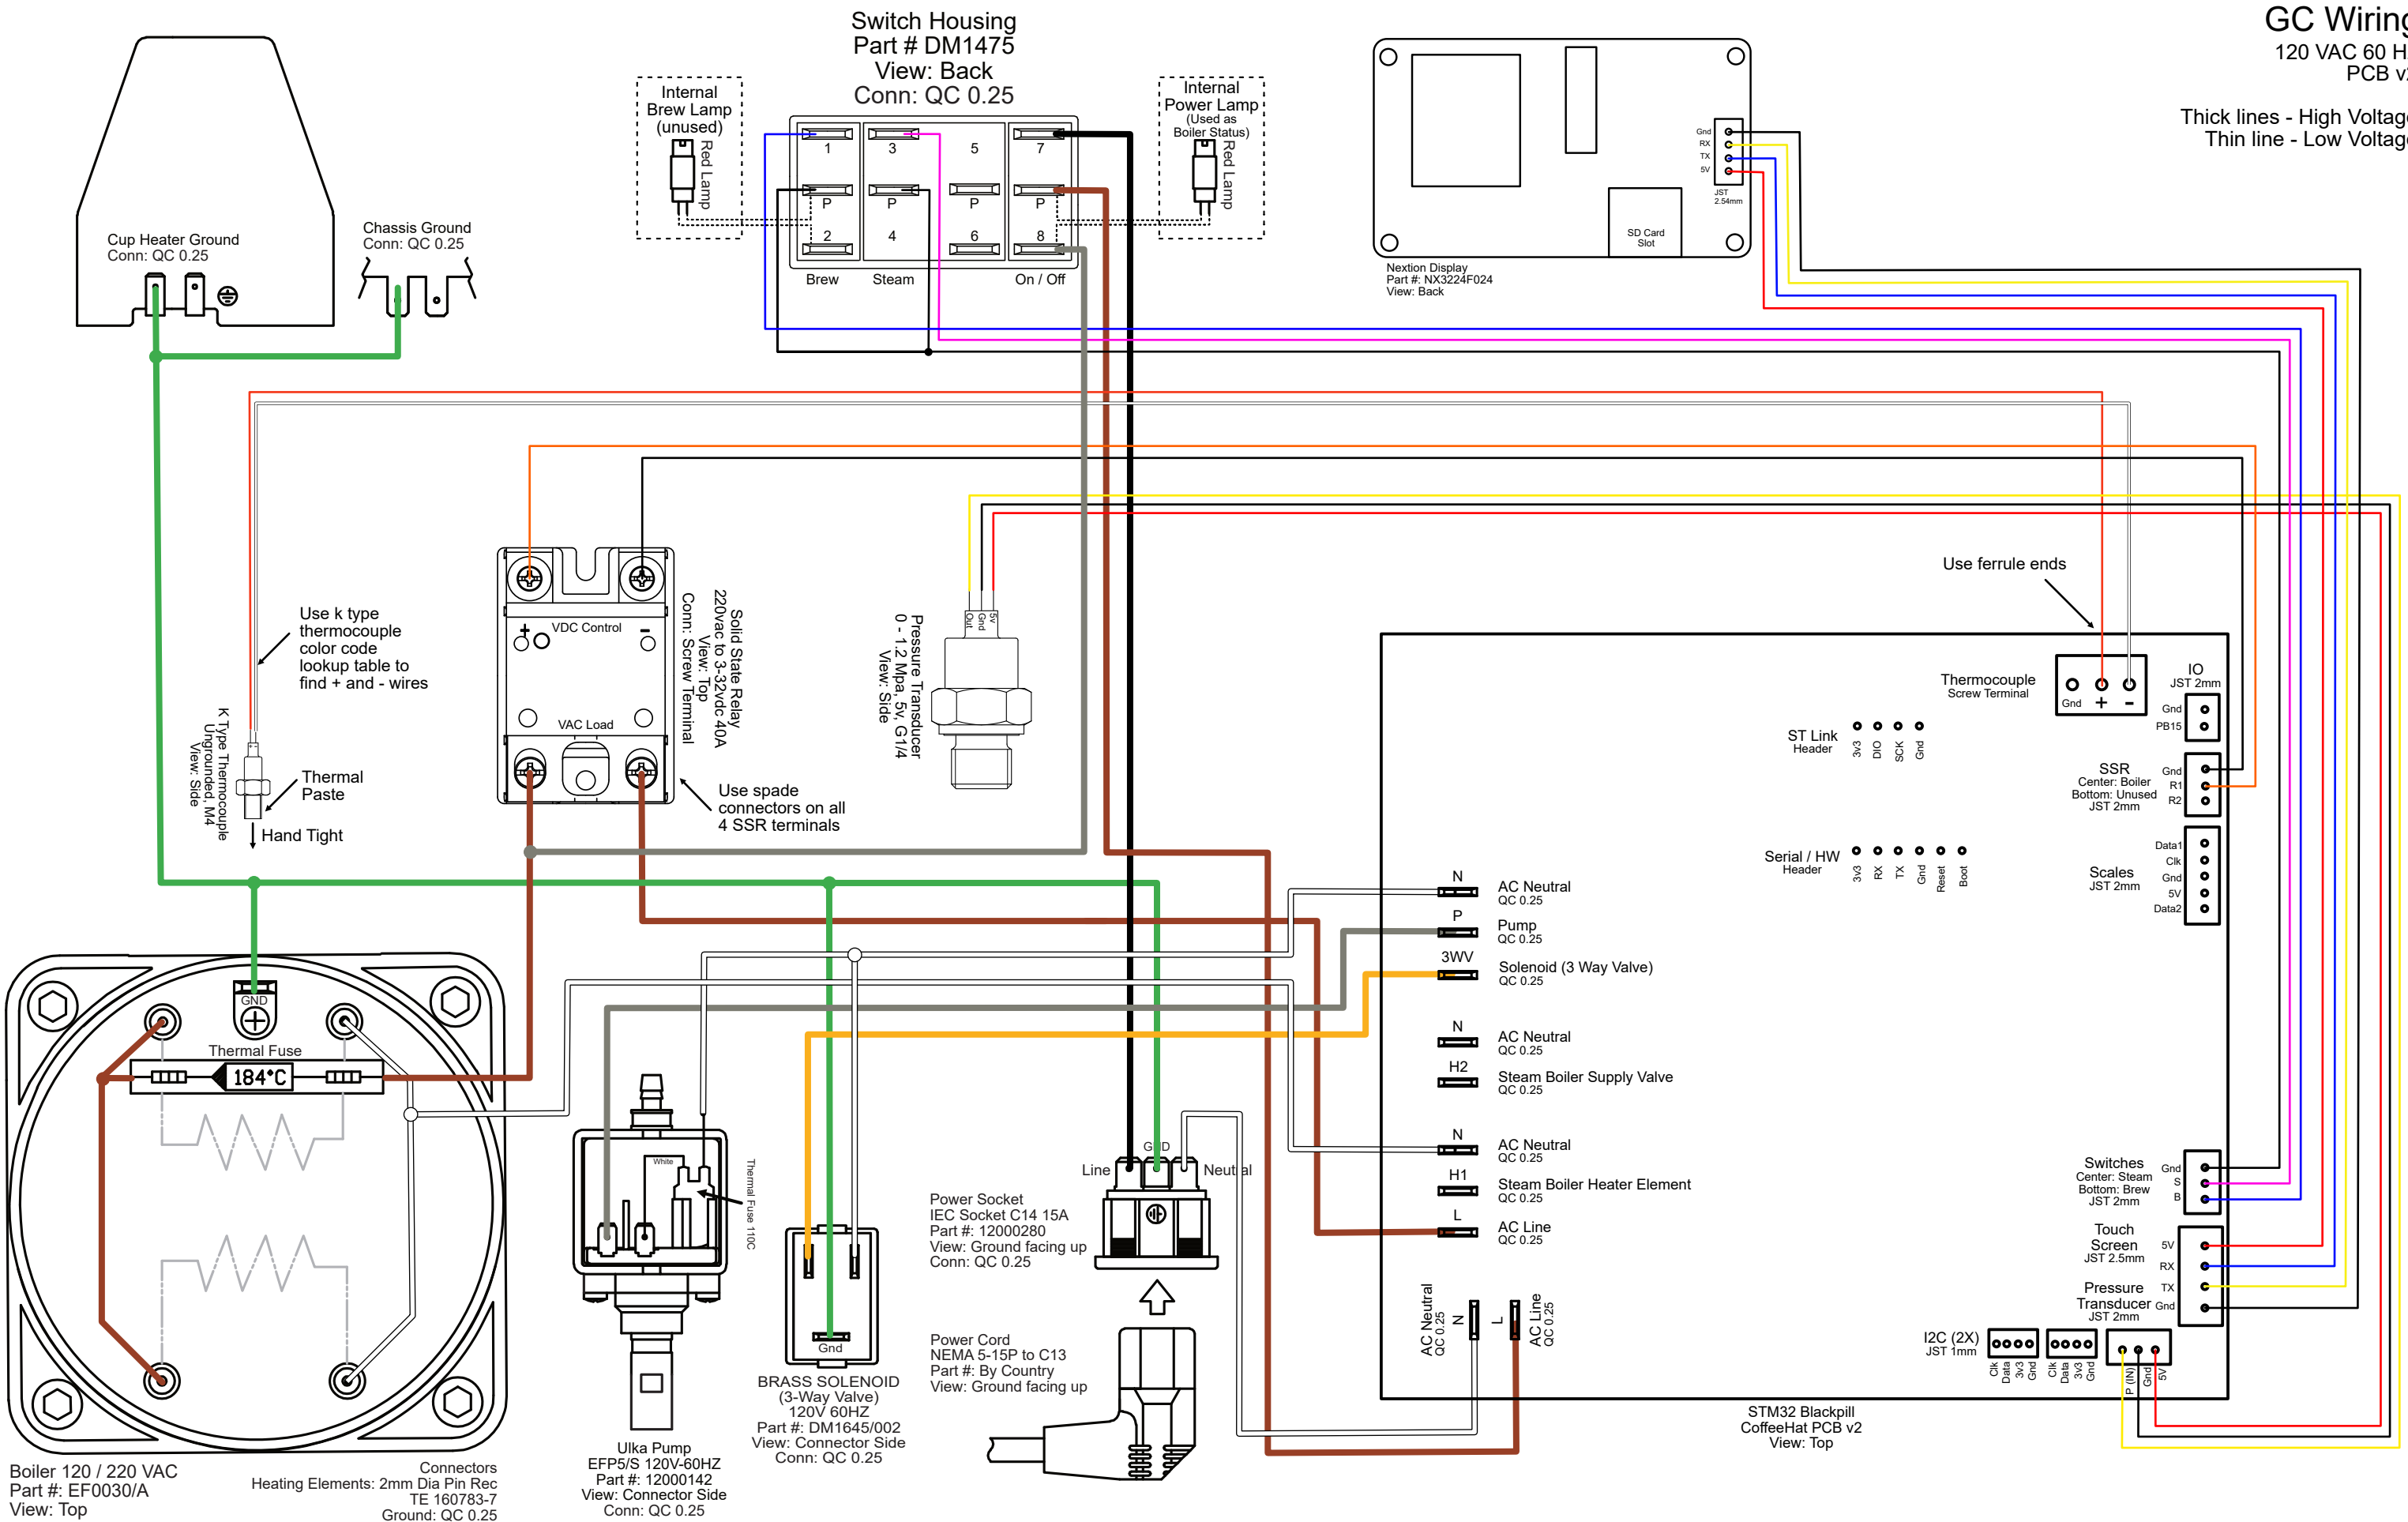 Switch Housing
Part # DM1475
View: Back
Conn: QC 0.25
GC Wiring
120 VAC 60 H
PCB v
Thick lines - High Voltage
Thin line - Low Voltage
Internal
Brew Lamp
(unused)
Red Lamp
Internal
Power Lamp
(Used as
Boiler Status)
Red Lamp
1
3
5
7
P
P
P
P
2
4
6
8
Brew
Steam
On / Off
Gnd
RX
TX
5V
JST
2.54mm
SD Card
Slot
Nextion Display
Part #: NX3224F024
View: Back
Cup Heater Ground
Conn: QC 0.25
Chassis Ground
Conn: QC 0.25
Use k type
thermocouple
color code
lookup table to
find + and - wires
K Type Thermocouple
Ungrounded, M4
View: Side
Thermal
Paste
Hand Tight
+
VDC Control
-
VAC Load
Solid State Relay
220vac to 3-32vdc 40A
View: Top
Conn: Screw Terminal
Use spade
connectors on all
4 SSR terminals
Out
Gnd
5v
Pressure Transducer
0 - 1.2 Mpa, 5v, G1/4
View: Side
Use ferrule ends
Thermocouple
Screw Terminal
Gnd
+
-
IO
JST 2mm
Gnd
PB15
ST Link
Header
3v3
DIO
SCK
Gnd
SSR
Center: Boiler
Bottom: Unused
JST 2mm
Gnd
R1
R2
Serial / HW
Header
3v3
RX
TX
Gnd
Reset
Boot
Scales
JST 2mm
Data1
Clk
Gnd
5V
Data2
N
AC Neutral
QC 0.25
P
Pump
QC 0.25
3WV
Solenoid (3 Way Valve)
QC 0.25
N
AC Neutral
QC 0.25
H2
Steam Boiler Supply Valve
QC 0.25
N
AC Neutral
QC 0.25
H1
Steam Boiler Heater Element
QC 0.25
L
AC Line
QC 0.25
AC Neutral
QC 0.25
N
L
AC Line
QC 0.25
Switches
Center: Steam
Bottom: Brew
JST 2mm
Gnd
S
B
Touch
Screen
JST 2.5mm
5V
RX
TX
Gnd
Pressure
Transducer
JST 2mm
I2C (2X)
JST 1mm
Clk
Data
3v3
Gnd
Clk
Data
3v3
Gnd
P (IN)
Gnd
5V
STM32 Blackpill
CoffeeHat PCB v2
View: Top
GND
Thermal Fuse
184°C
Boiler 120 / 220 VAC
Part #: EF0030/A
View: Top
Connectors
Heating Elements: 2mm Dia Pin Rec
TE 160783-7
Ground: QC 0.25
White
Thermal Fuse 110C
Ulka Pump
EFP5/S 120V-60HZ
Part #: 12000142
View: Connector Side
Conn: QC 0.25
Gnd
BRASS SOLENOID
(3-Way Valve)
120V 60HZ
Part #: DM1645/002
View: Connector Side
Conn: QC 0.25
Line
GND
Neutral
Power Socket
IEC Socket C14 15A
Part #: 12000280
View: Ground facing up
Conn: QC 0.25
Power Cord
NEMA 5-15P to C13
Part #: By Country
View: Ground facing up